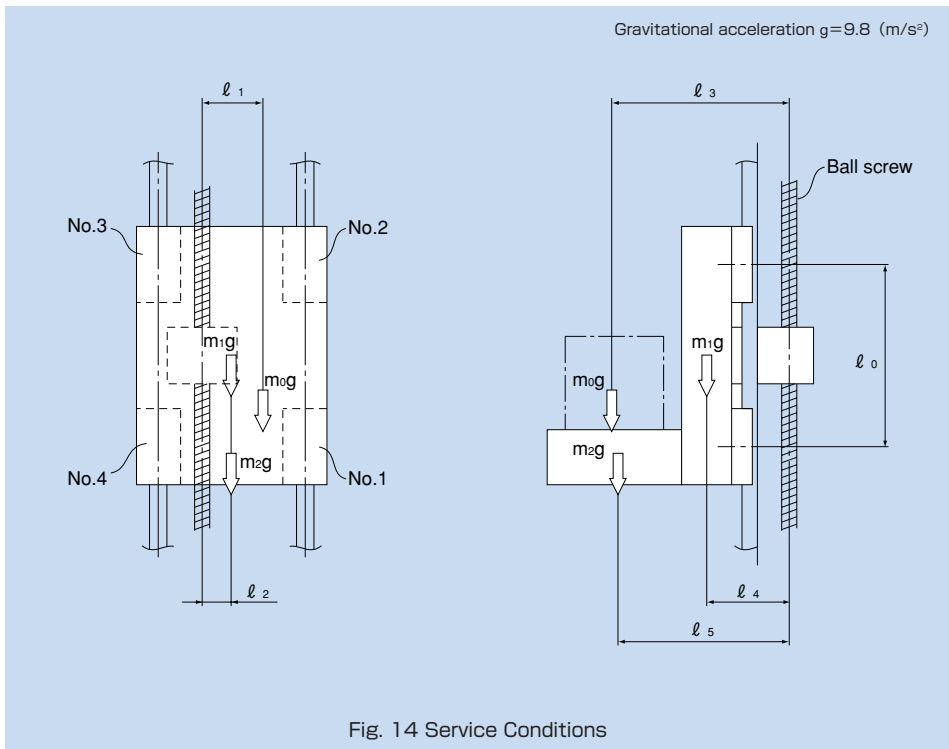 Gravitational acceleration g=9.8 (m/s²)
ℓ 1
ℓ 3
Ball screw
No.3
No.2
m1g
m0g
m2g
No.4
No.1
ℓ 2
m1g
m0g
m2g
ℓ 0
ℓ 4
ℓ 5
Fig. 14 Service Conditions